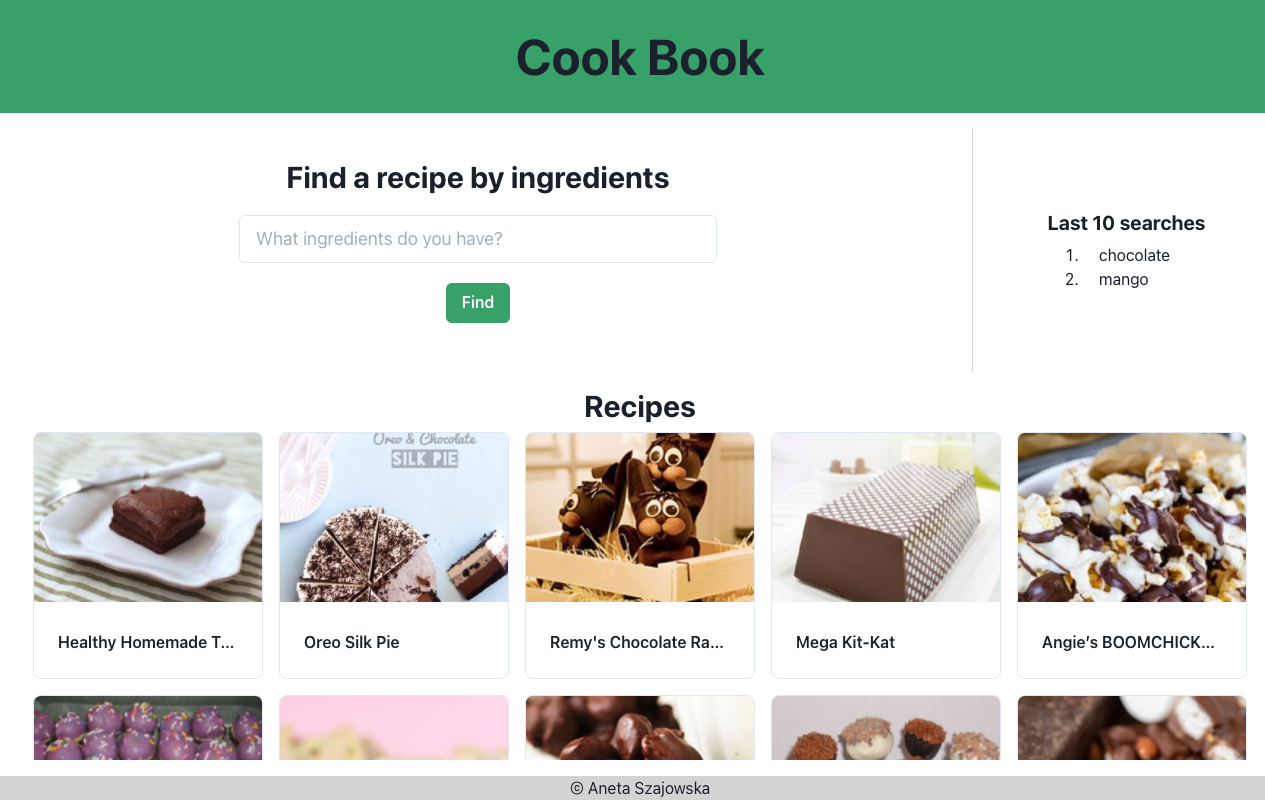 Cook Book
Find a recipe by ingredients
What ingredients do you have?
Find
Last 10 searches
1. chocolate
2. mango
Recipes
Oreo & Chocolate
SILK PIE
Healthy Homemade T...
Oreo Silk Pie
Remy's Chocolate Ra...
Mega Kit-Kat
Angie’s BOOMCHICK...
© Aneta Szajowska